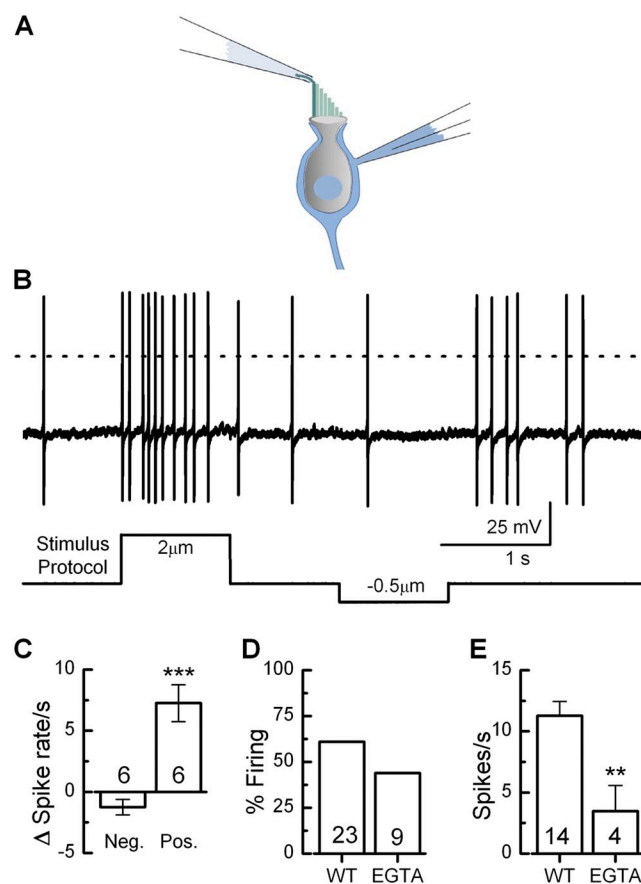 A
B
25 mV
1 s
Stimulus
Protocol
2µm
-0.5µm
C
Δ Spike rate/s
10
5
0
-5
***
6
6
Neg.
Pos.
D
% Firing
100
75
50
25
0
23
9
WT
EGTA
E
Spikes/s
15
10
5
0
**
14
4
WT
EGTA